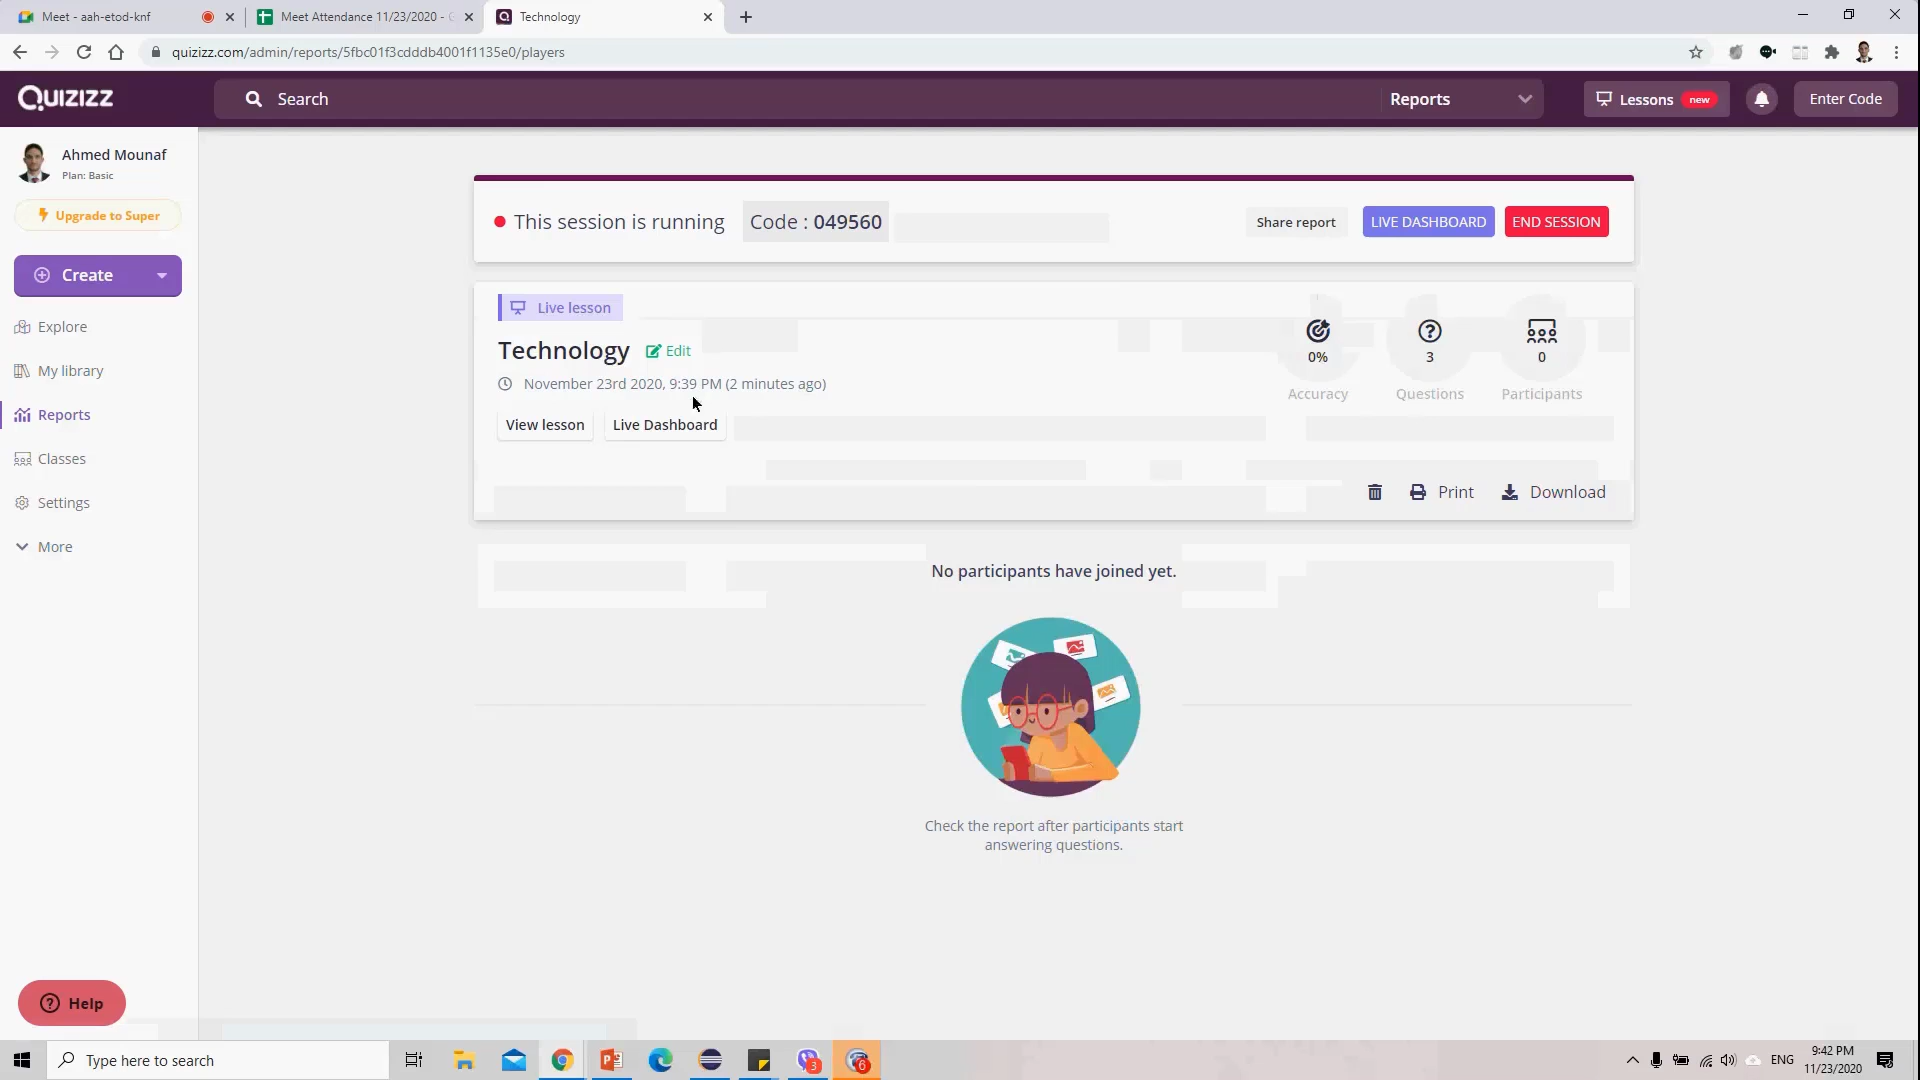 Meet - aah-etod-knf
Meet Attendance 11/23/2020 -
Technology
quizizz.com/admin/reports/5fbc01f3cdddb4001f1135e0/players
QUIZIZZ
Search
Reports
Lessons new
Enter Code
Ahmed Mounaf
Plan: Basic
Upgrade to Super
Create
Explore
My library
Reports
Classes
Settings
More
Help
This session is running
Code : 049560
Share report
LIVE DASHBOARD
END SESSION
Live lesson
Technology
Edit
November 23rd 2020, 9:39 PM (2 minutes ago)
View lesson
Live Dashboard
0%
Accuracy
3
Questions
0
Participants
Print
Download
No participants have joined yet.
Check the report after participants start
answering questions.
Type here to search
3
6
ENG
9:42 PM
11/23/2020